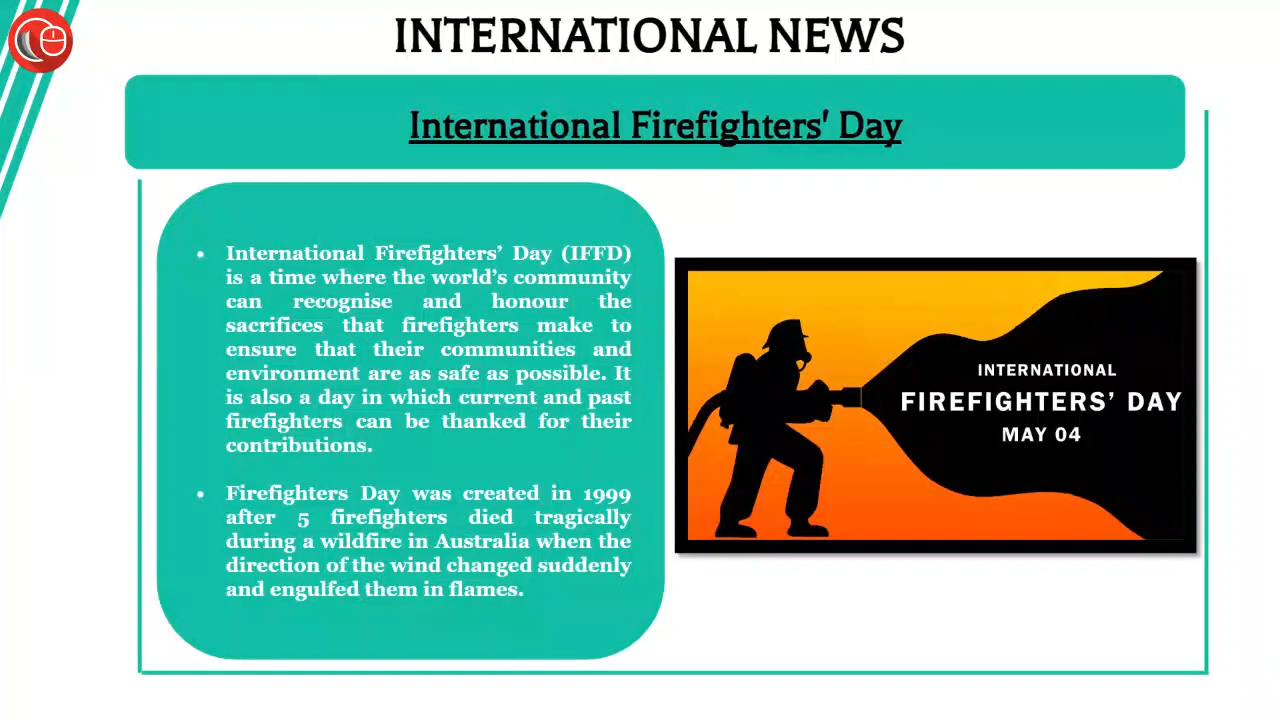 INTERNATIONAL NEWS
International Firefighters' Day
• International Firefighters’ Day (IFFD)
is a time where the world’s community
can recognise and honour the
sacrifices that firefighters make to
ensure that their communities and
environment are as safe as possible. It
is also a day in which current and past
firefighters can be thanked for their
contributions.
• Firefighters Day was created in 1999
after 5 firefighters died tragically
during a wildfire in Australia when the
direction of the wind changed suddenly
and engulfed them in flames.
INTERNATIONAL
FIREFIGHTERS’ DAY
MAY 04